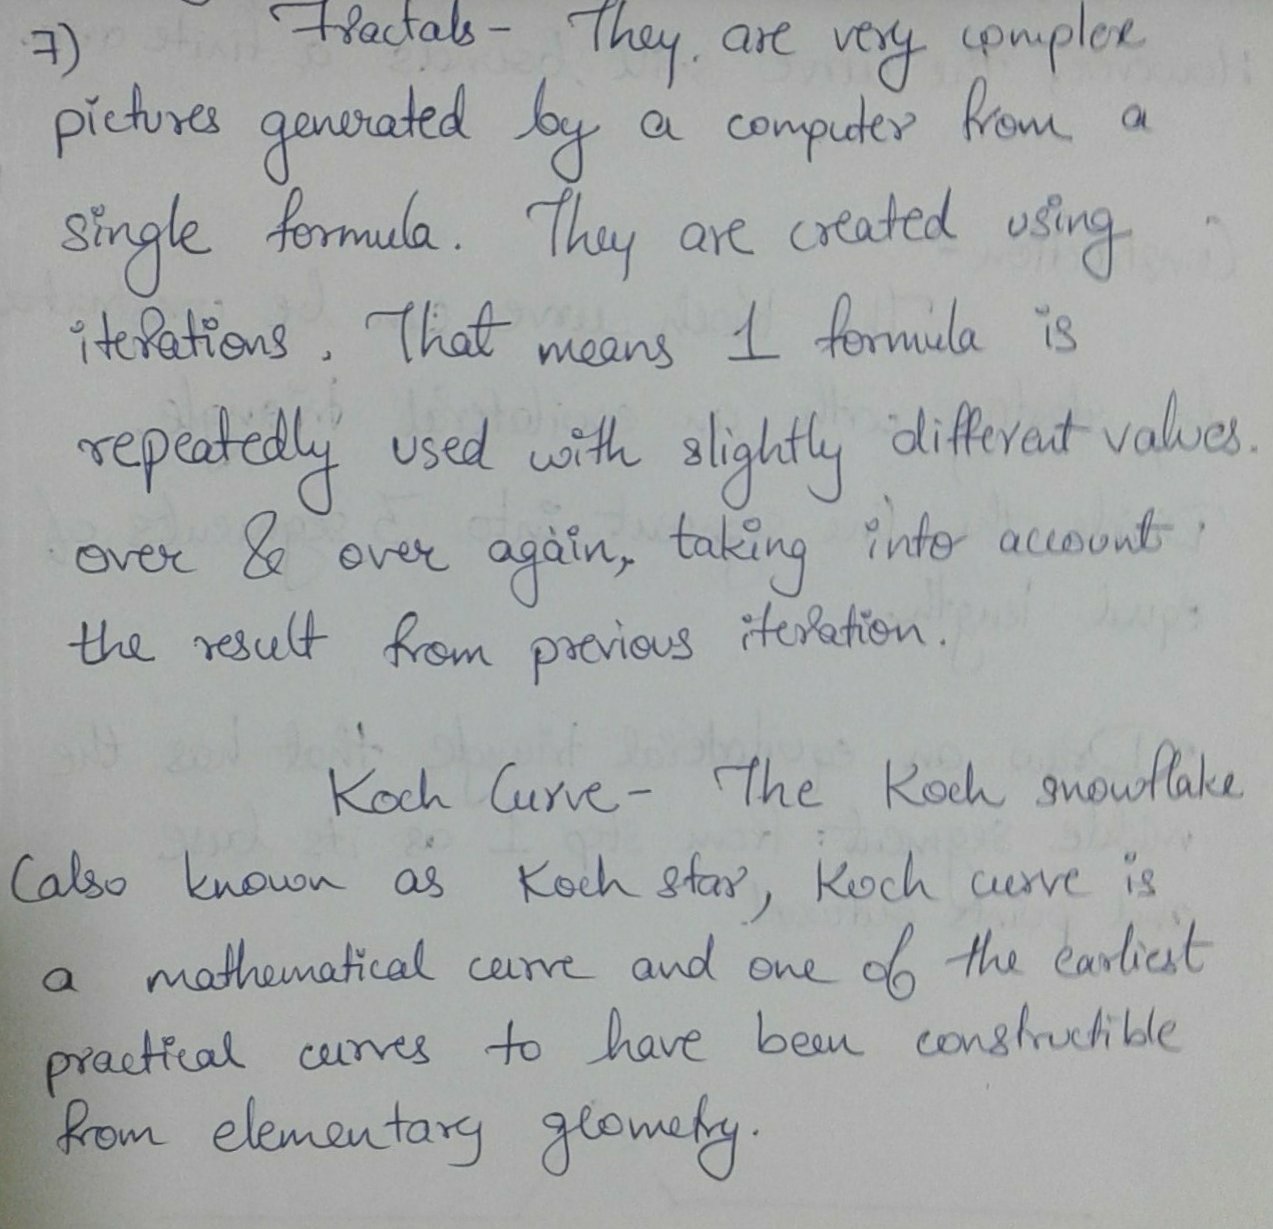 7) Fractals - They are very complex
pictures generated by a computer from a
single formula. They are created using
iterations. That means 1 formula is
repeatedly used with slightly different values.
over & over again, taking into account
the result from previous iteration.
Koch Curve - The Koch snowflake
(also known as Koch star, Koch curve is
a mathematical curve and one of the earliest
practical curves to have been constructible
from elementary geometry.